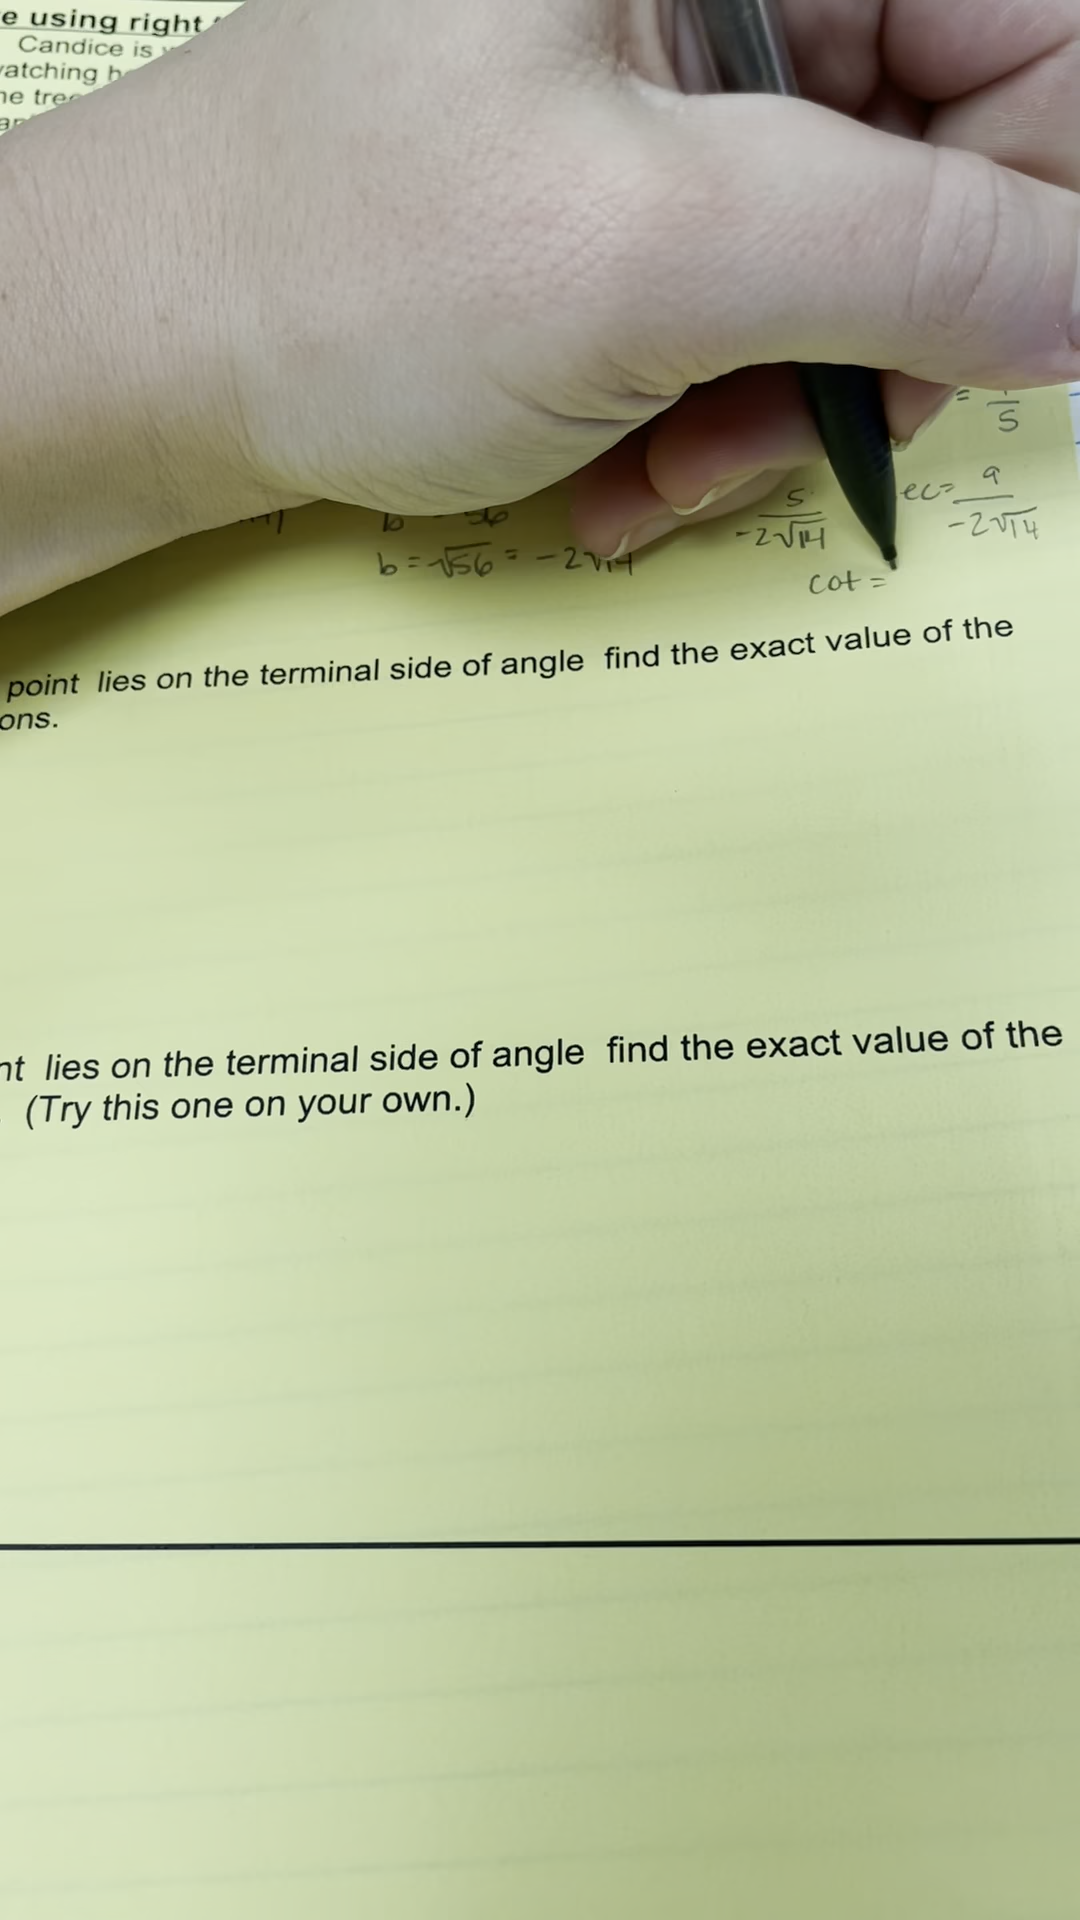 e using right
Candice is
atching
he tree
= /5
b = √56 = -2√14
5/-2√14
ec= 9/-2√14
cot =
point lies on the terminal side of angle find the exact value of the
ons.
nt lies on the terminal side of angle find the exact value of the
(Try this one on your own.)